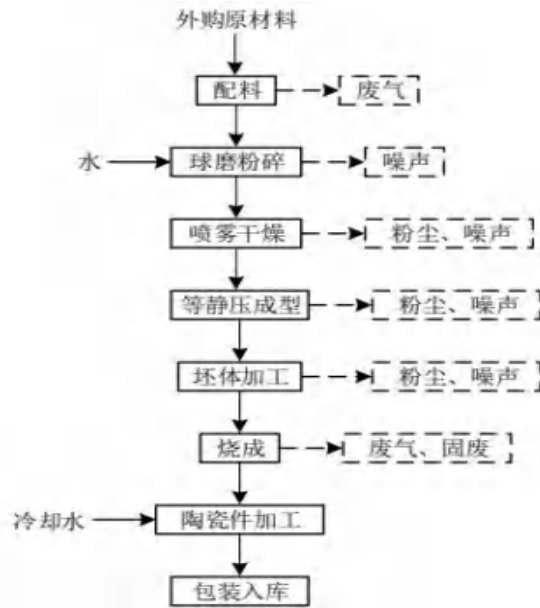 外购原材料
配料 废气
水 球磨粉碎 噪声
喷雾干燥 粉尘、噪声
等静压成型 粉尘、噪声
坯体加工 粉尘、噪声
烧成 废气、固废
冷却水 陶瓷件加工
包装入库